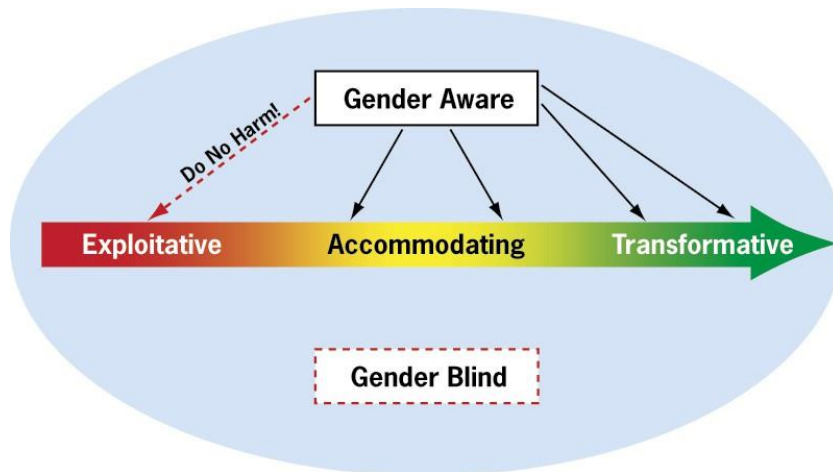 Gender Aware
Do No Harm!
Exploitative
Accommodating
Transformative
Gender Blind